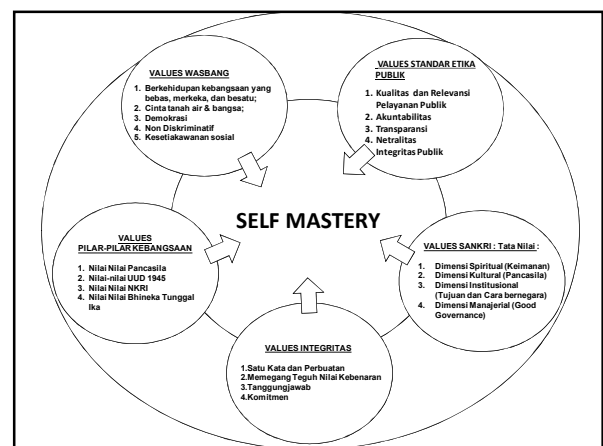 VALUES WASBANG
1. Berkehidupan kebangsaan yang
bebas, merkeka, dan besatu;
2. Cinta tanah air & bangsa;
3 Demokrasi
4 Non Diskriminatif
5 Kesetiakawanan sosial
VALUES STANDAR ETIKA
PUBLIK
1. Kualitas dan Relevansi
Pelayanan Publik
2. Akuntabilitas
3. Transparansi
4. Netralitas
Integritas Publik
SELF MASTERY
VALUES
PILAR-PILAR KEBANGSAAN
1. Nilai Nilai Pancasila
2. Nilai-nilai UUD 1945
3. Nilai Nilai NKRI
4. Nilai Nilai Bhineka Tunggal
Ika
VALUES SANKRI : Tata Nilai :
1. Dimensi Spiritual (Keimanan)
2. Dimensi Kultural (Pancasila)
3. Dimensi Institusional
(Tujuan dan Cara bernegara)
4. Dimensi Manajerial (Good
Governance)
VALUES INTEGRITAS
1.Satu Kata dan Perbuatan
2.Memegang Teguh Nilai Kebenaran
3.Tanggungjawab
4.Komitmen